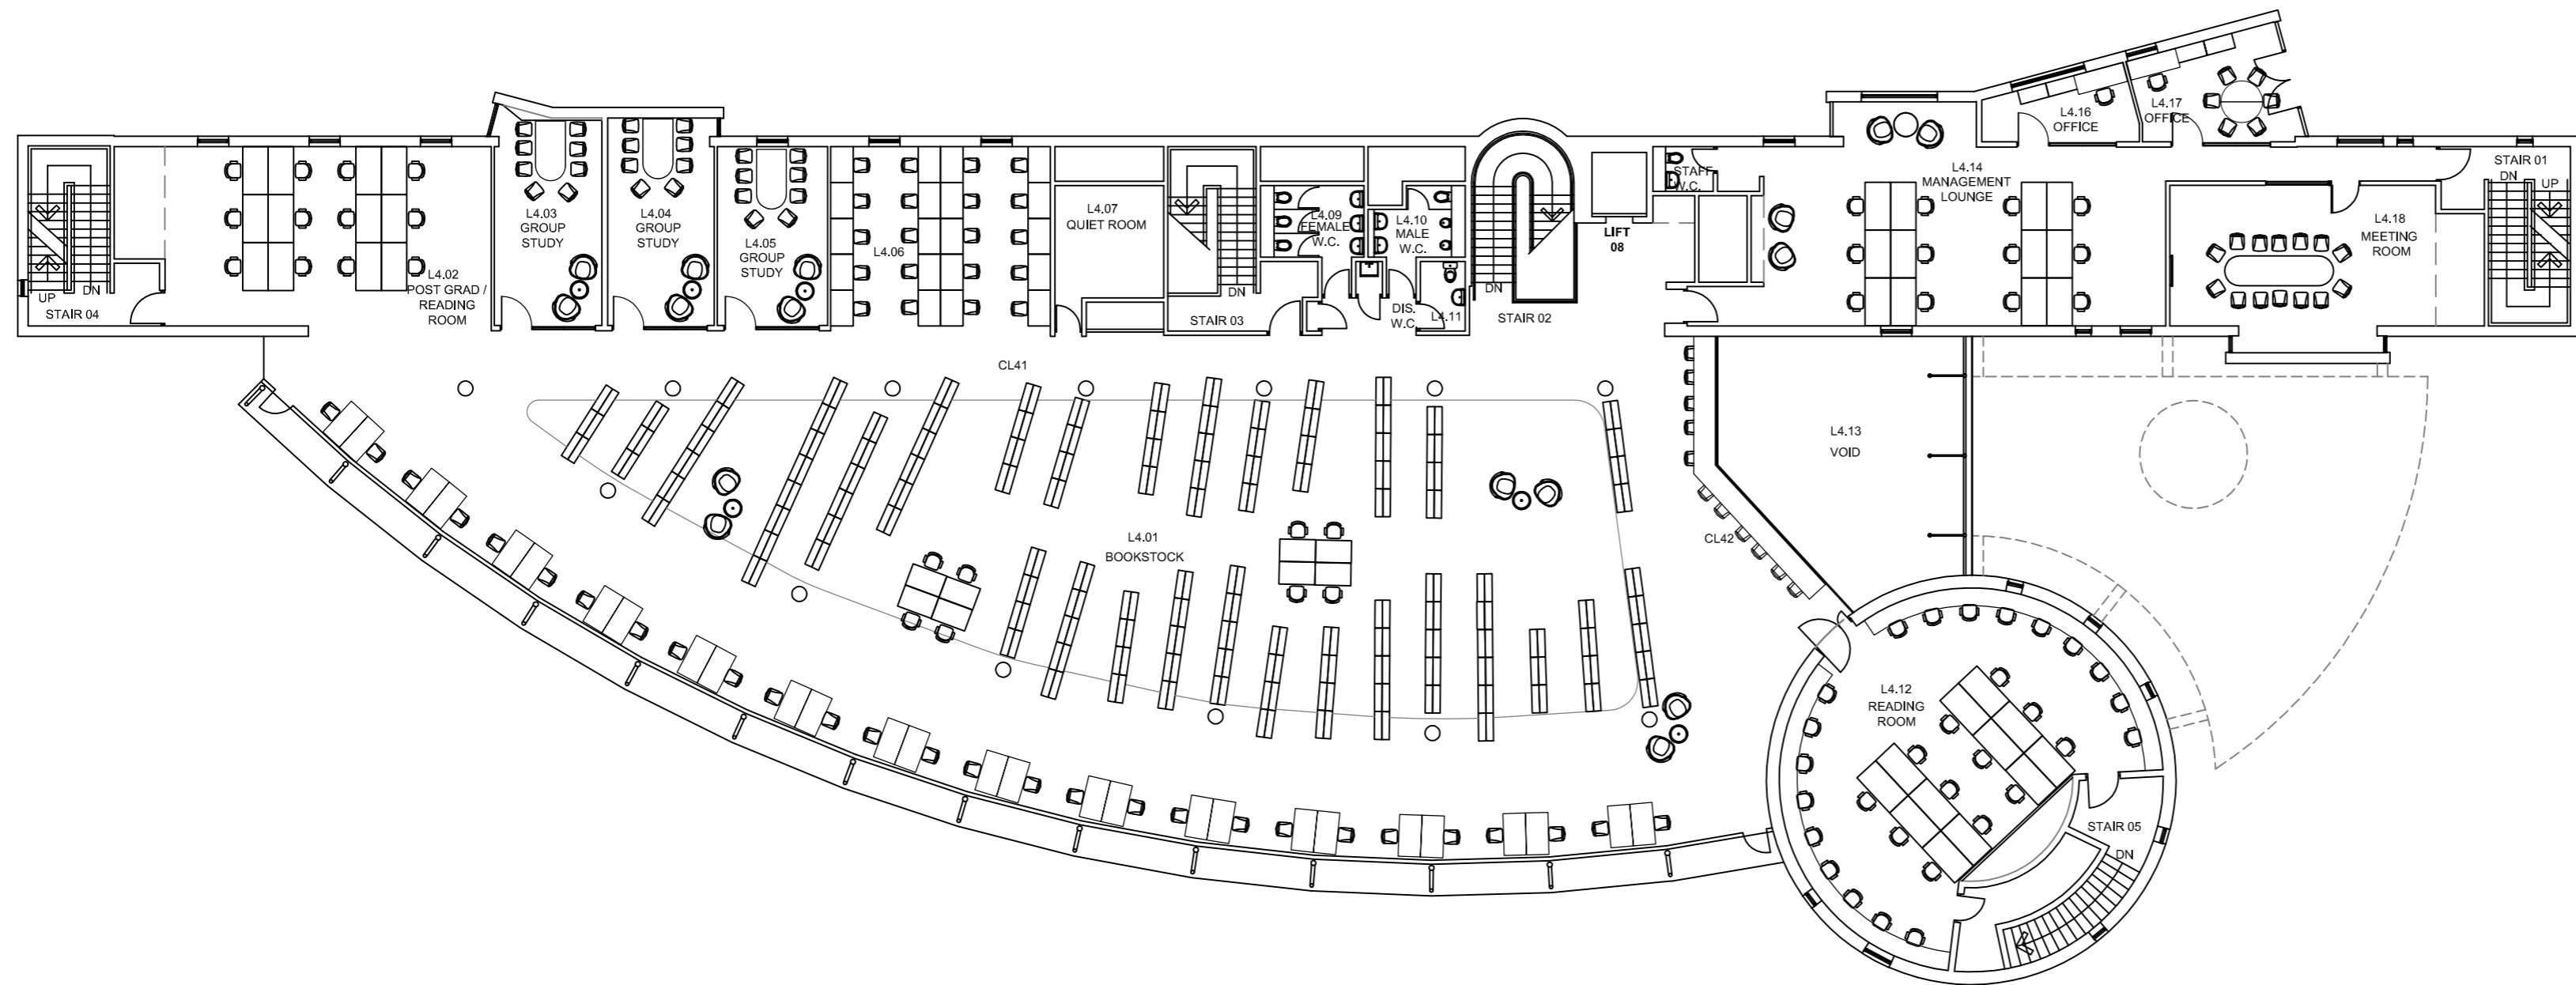 L4.17
OFFICE
L4.16
OFFICE
STAIR 01
DN
UP
L4.14
MANAGEMENT
LOUNGE
STAFF
W.C.
L4.18
MEETING
ROOM
L4.07
QUIET ROOM
L4.09
FEMALE
W.C.
L4.10
MALE
W.C.
LIFT
08
L4.03
GROUP
STUDY
L4.04
GROUP
STUDY
L4.05
GROUP
STUDY
L4.06
L4.02
POST GRAD /
READING
ROOM
UP
DN
STAIR 04
DN
STAIR 03
DIS.
W.C.
L4.11
DN
STAIR 02
CL41
L4.13
VOID
L4.01
BOOKSTOCK
CL42
L4.12
READING
ROOM
STAIR 05
DN